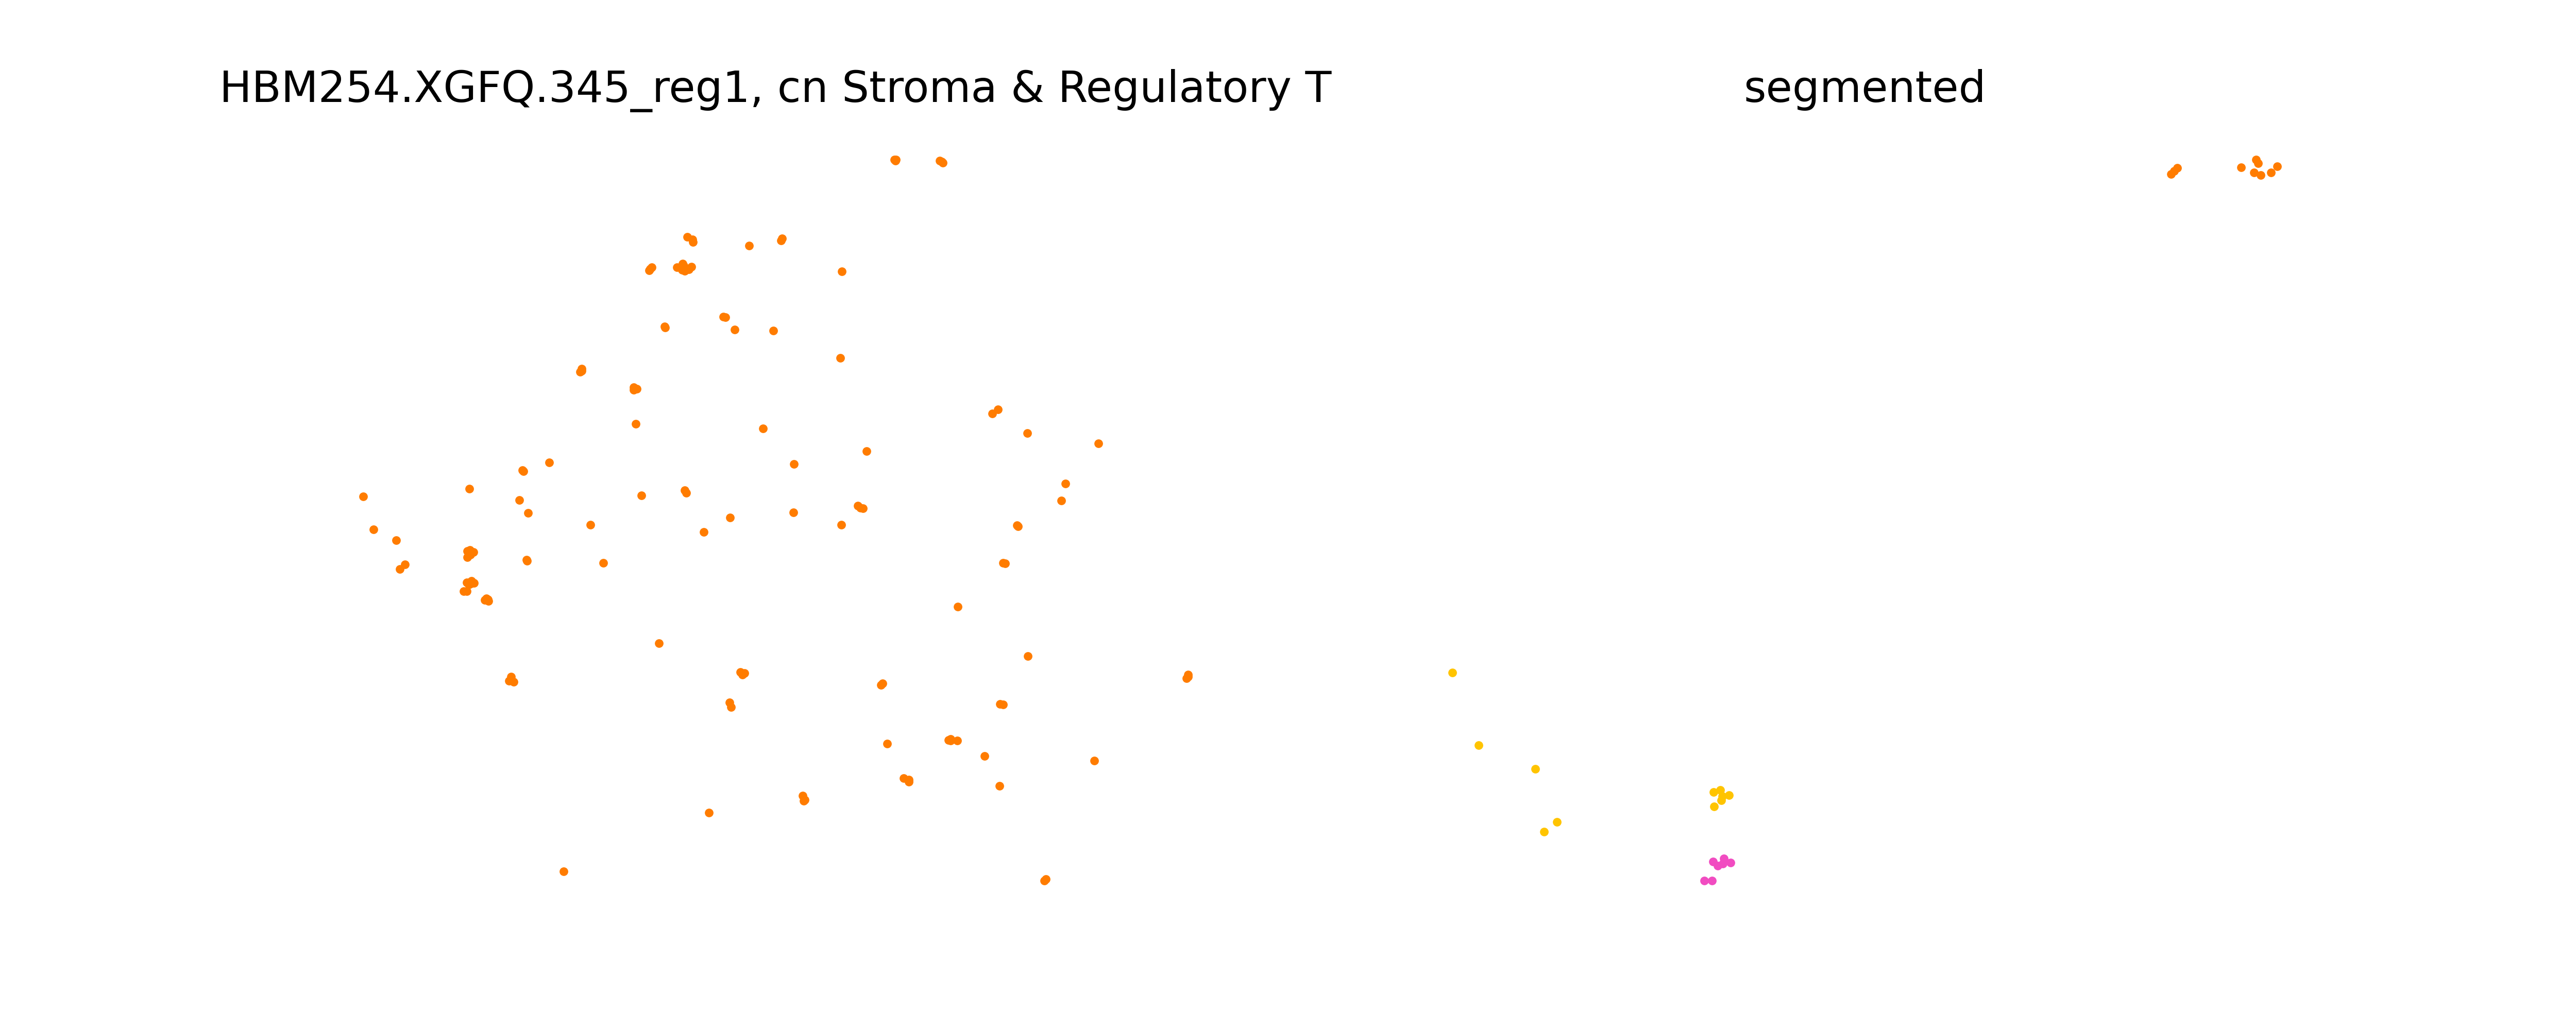 HBM254.XGFQ.345_reg1, cn Stroma & Regulatory T
segmented